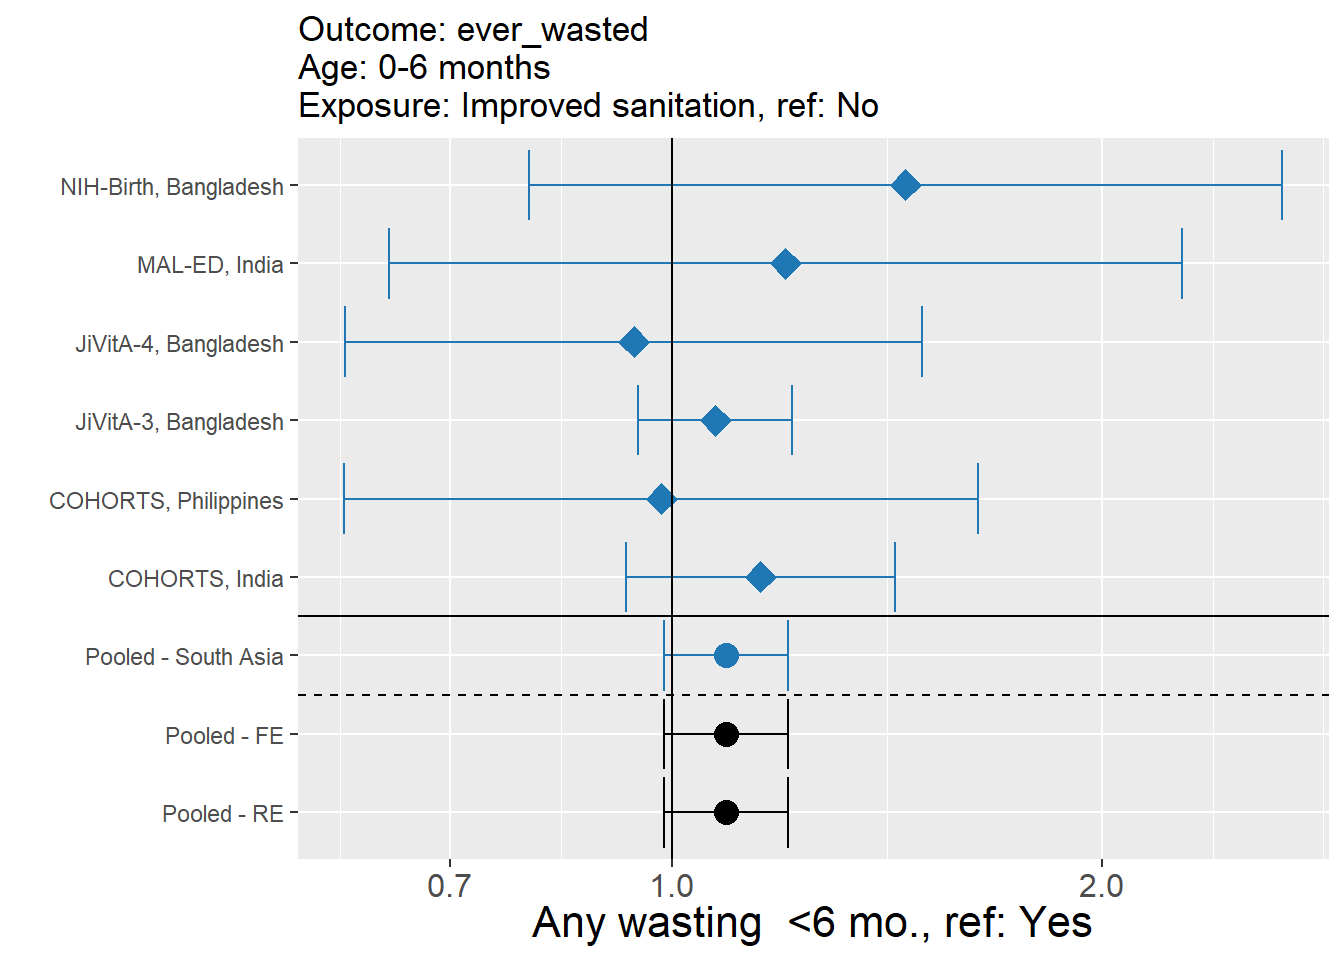 Outcome: ever_wasted
Age: 0-6 months
Exposure: Improved sanitation, ref: No
NIH-Birth, Bangladesh
MAL-ED, India
JiVitA-4, Bangladesh
JiVitA-3, Bangladesh
COHORTS, Philippines
COHORTS, India
Pooled - South Asia
Pooled - FE
Pooled - RE
0.7 1.0 2.0
Any wasting  <6 mo., ref: Yes